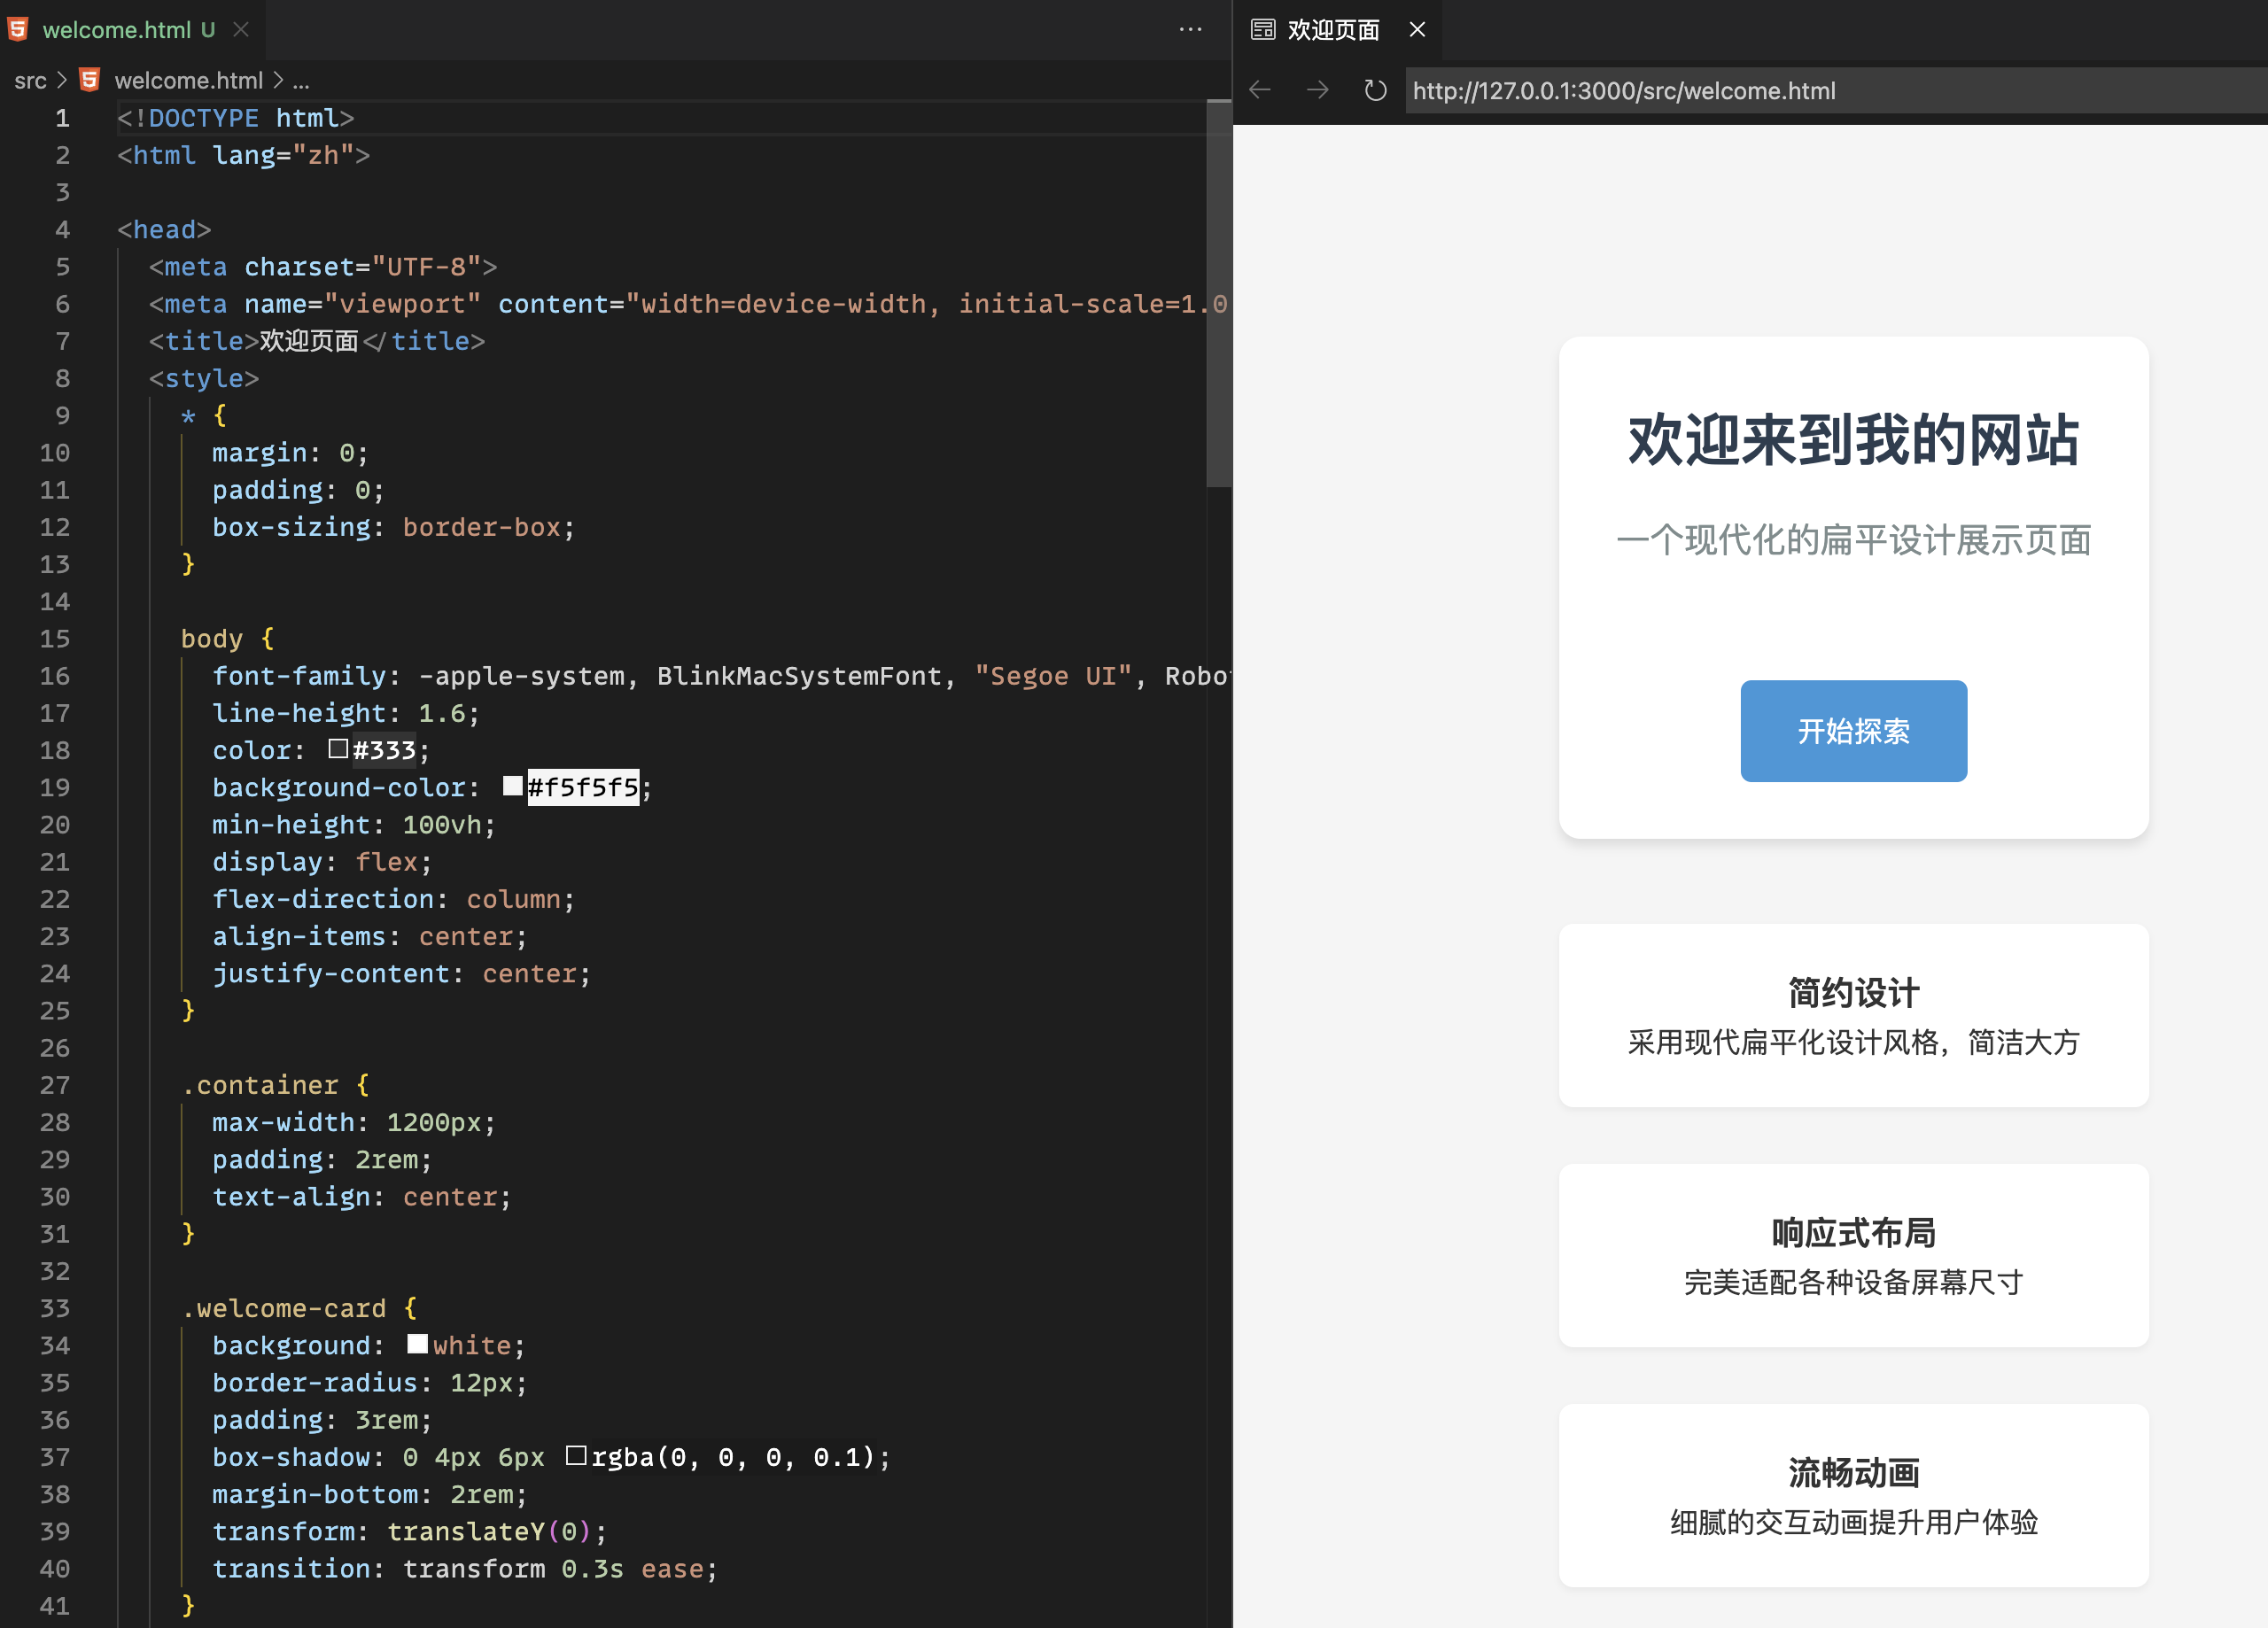 welcome.html U
src > welcome.html > ...
1 <!DOCTYPE html>
2 <html lang="zh">
3
4 <head>
5 <meta charset="UTF-8">
6 <meta name="viewport" content="width=device-width, initial-scale=1.0
7 <title>欢迎页面</title>
8 <style>
9 * {
10 margin: 0;
11 padding: 0;
12 box-sizing: border-box;
13 }
14
15 body {
16 font-family: -apple-system, BlinkMacSystemFont, "Segoe UI", Robo
17 line-height: 1.6;
18 color: #333;
19 background-color: #f5f5f5;
20 min-height: 100vh;
21 display: flex;
22 flex-direction: column;
23 align-items: center;
24 justify-content: center;
25 }
26
27 .container {
28 max-width: 1200px;
29 padding: 2rem;
30 text-align: center;
31 }
32
33 .welcome-card {
34 background: white;
35 border-radius: 12px;
36 padding: 3rem;
37 box-shadow: 0 4px 6px rgba(0, 0, 0, 0.1);
38 margin-bottom: 2rem;
39 transform: translateY(0);
40 transition: transform 0.3s ease;
41 }
欢迎页面
http://127.0.0.1:3000/src/welcome.html
欢迎来到我的网站
一个现代化的扁平设计展示页面
开始探索
简约设计
采用现代扁平化设计风格，简洁大方
响应式布局
完美适配各种设备屏幕尺寸
流畅动画
细腻的交互动画提升用户体验